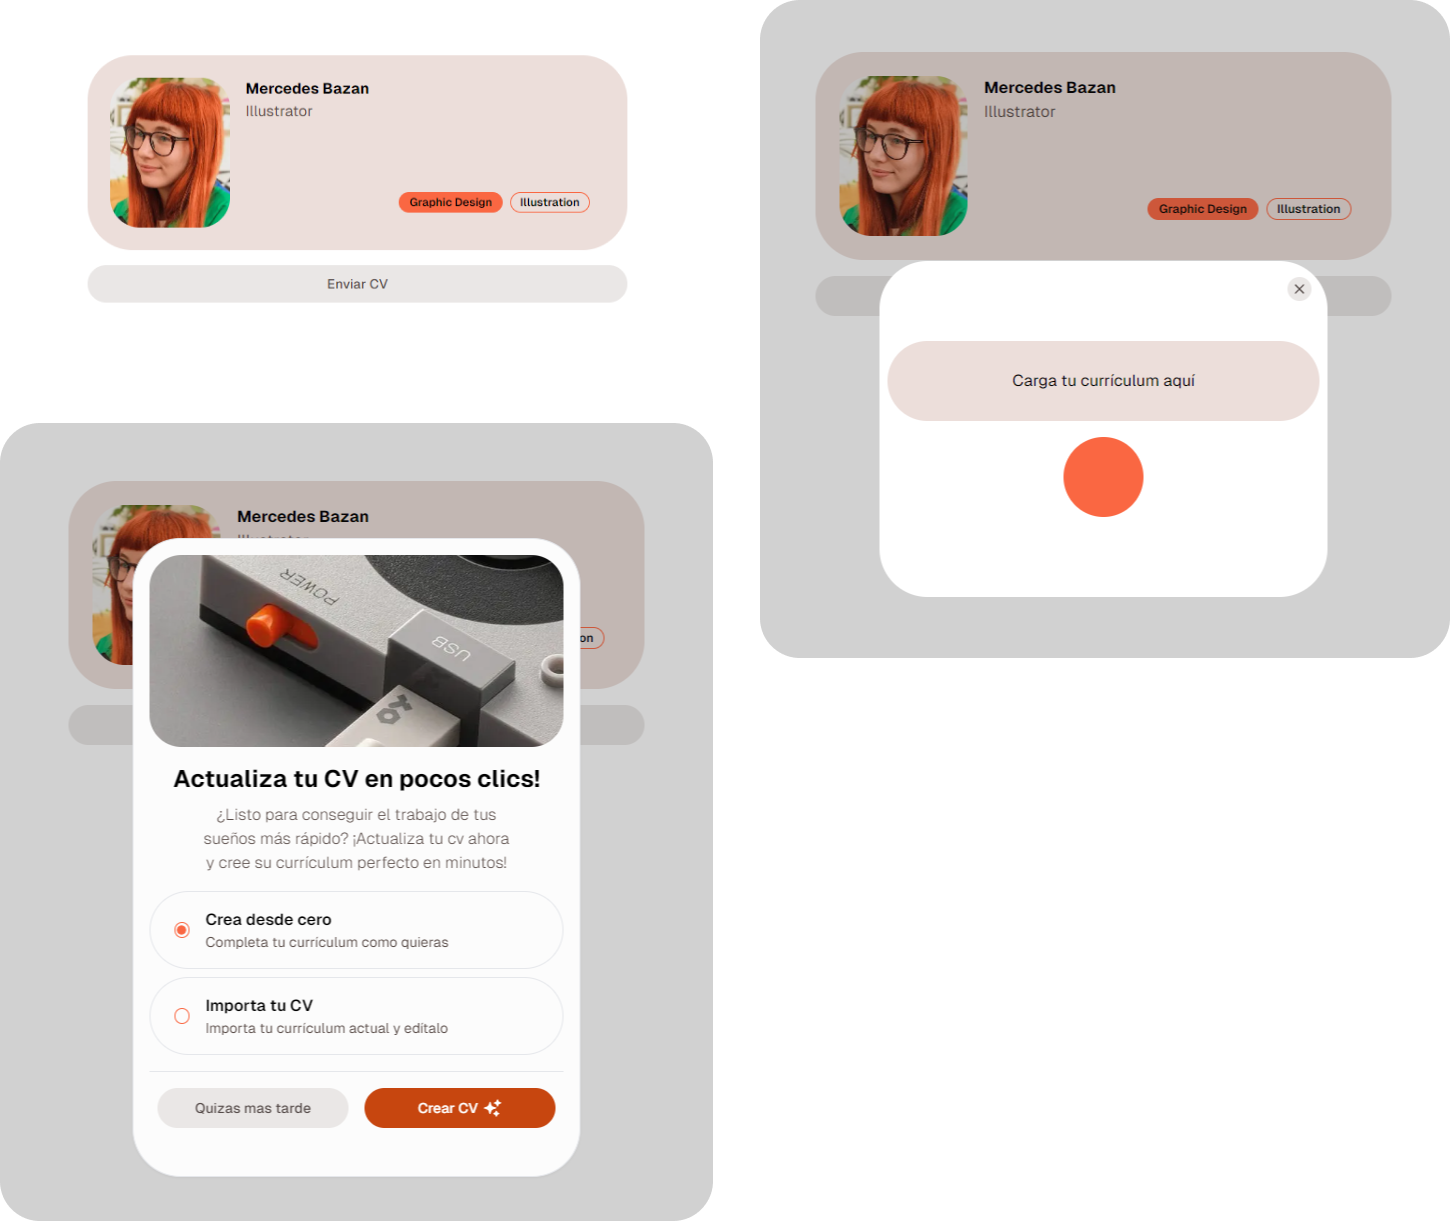 Mercedes Bazan
Illustrator
Graphic Design
Illustration
Enviar CV
Mercedes Bazan
Illustrator
Graphic Design
Illustration
Carga tu currículum aquí
Mercedes Bazan
Illustrator
on
POWER
USB
Actualiza tu CV en pocos clics!
¿Listo para conseguir el trabajo de tus
sueños más rápido? ¡Actualiza tu cv ahora
y cree su currículum perfecto en minutos!
Crea desde cero
Completa tu currículum como quieras
Importa tu CV
Importa tu currículum actual y edítalo
Quizas mas tarde
Crear CV